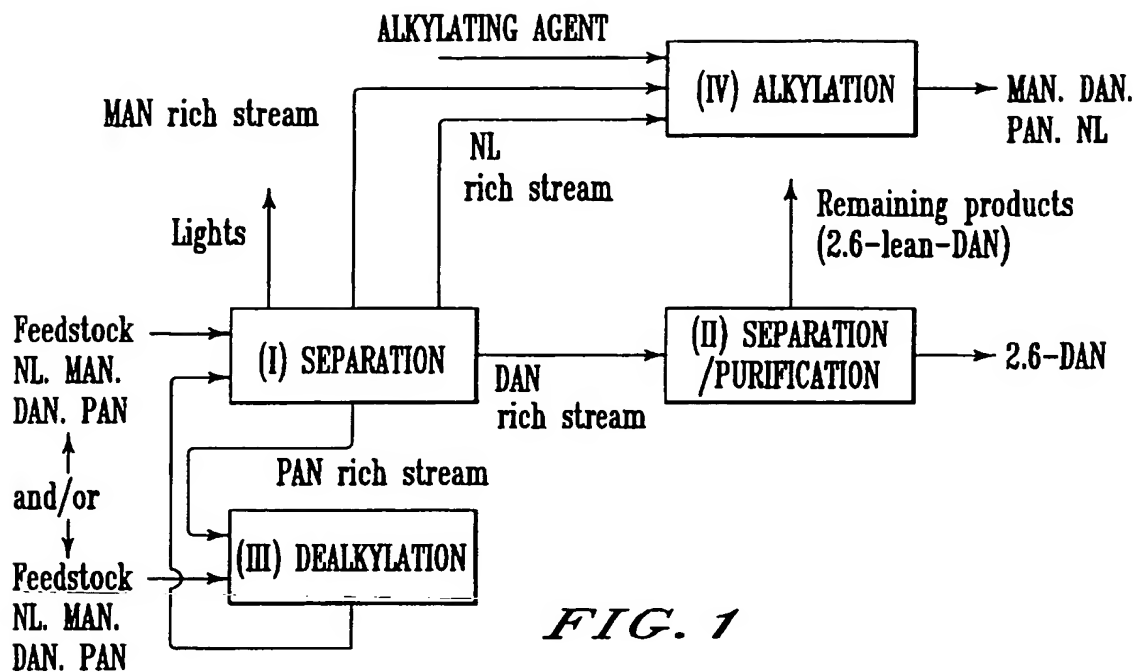 ALKYLATING AGENT
(IV) ALKYLATION
MAN. DAN.
PAN. NL
MAN rich stream
NL
rich stream
Lights
Remaining products
(2.6-lean-DAN)
Feedstock
NL. MAN.
DAN. PAN
(I) SEPARATION
DAN
rich stream
(II) SEPARATION
/PURIFICATION
2.6-DAN
PAN rich stream
and/or
(III) DEALKYLATION
Feedstock
NL. MAN.
DAN. PAN
FIG. 1